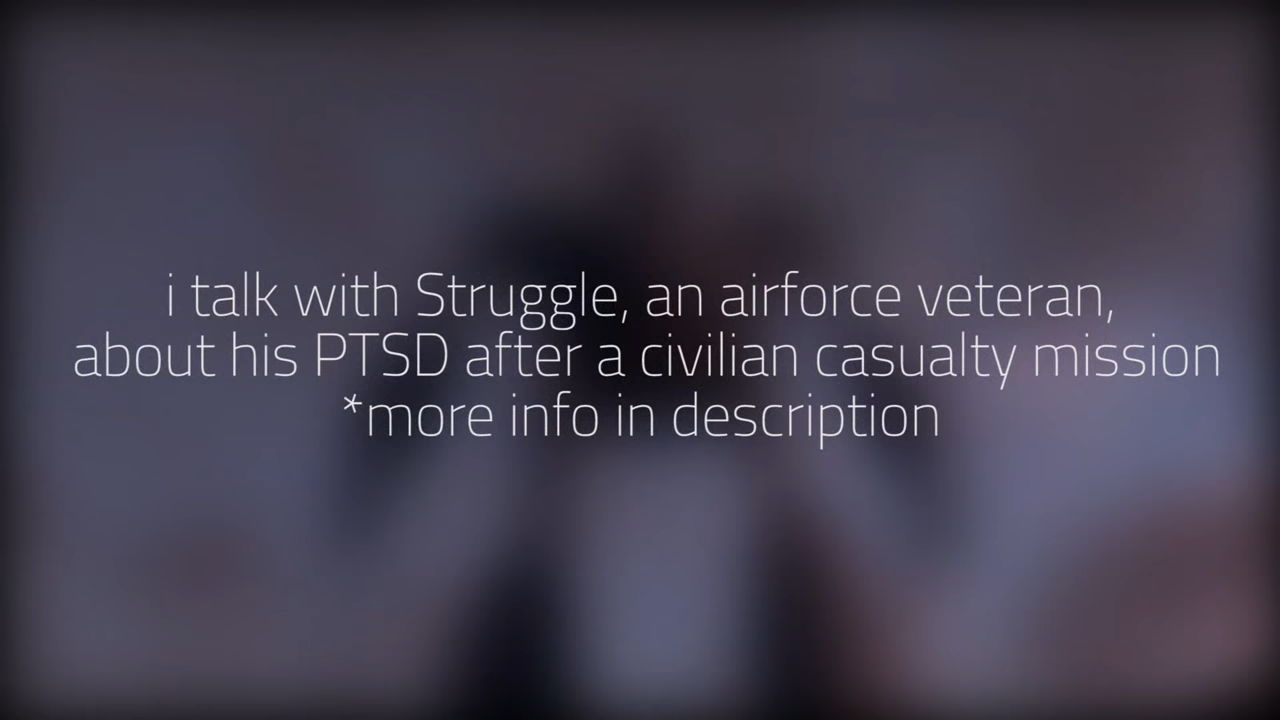 i talk with Struggle, an airforce veteran,
about his PTSD after a civilian casualty mission
*more info in description